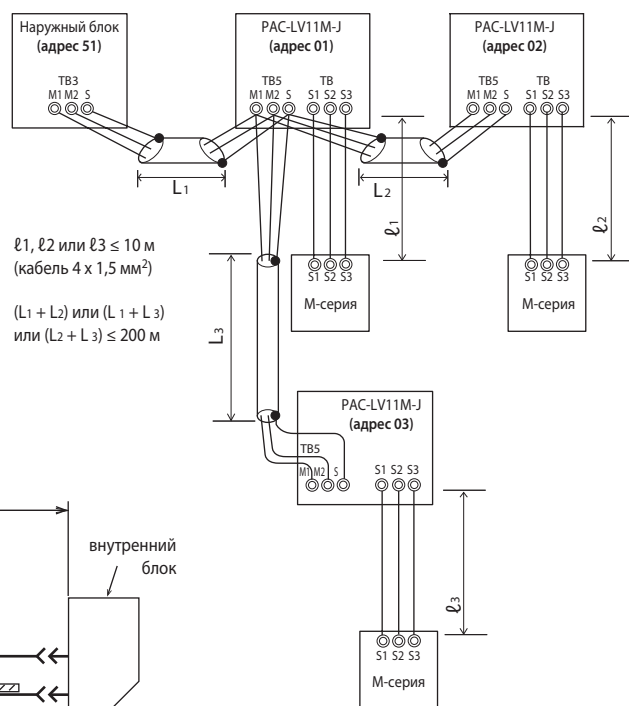 Наружный блок
(адрес 51)
TB3
M1 M2 S
PAC-LV11M-J
(адрес 01)
TB5 TB
M1 M2 S S1 S2 S3
PAC-LV11M-J
(адрес 02)
TB5 TB
M1 M2 S S1 S2 S3
L1
L2
ℓ1
ℓ2
ℓ1, ℓ2 или ℓ3 ≤ 10 м
(кабель 4 x 1,5 мм²)
(L1 + L2) или (L 1 + L 3)
или (L2 + L 3) ≤ 200 м
S1 S2 S3
М-серия
S1 S2 S3
М-серия
L3
PAC-LV11M-J
(адрес 03)
TB5
M1 M2 S S1 S2 S3
внутренний
блок
ℓ3
S1 S2 S3
М-серия